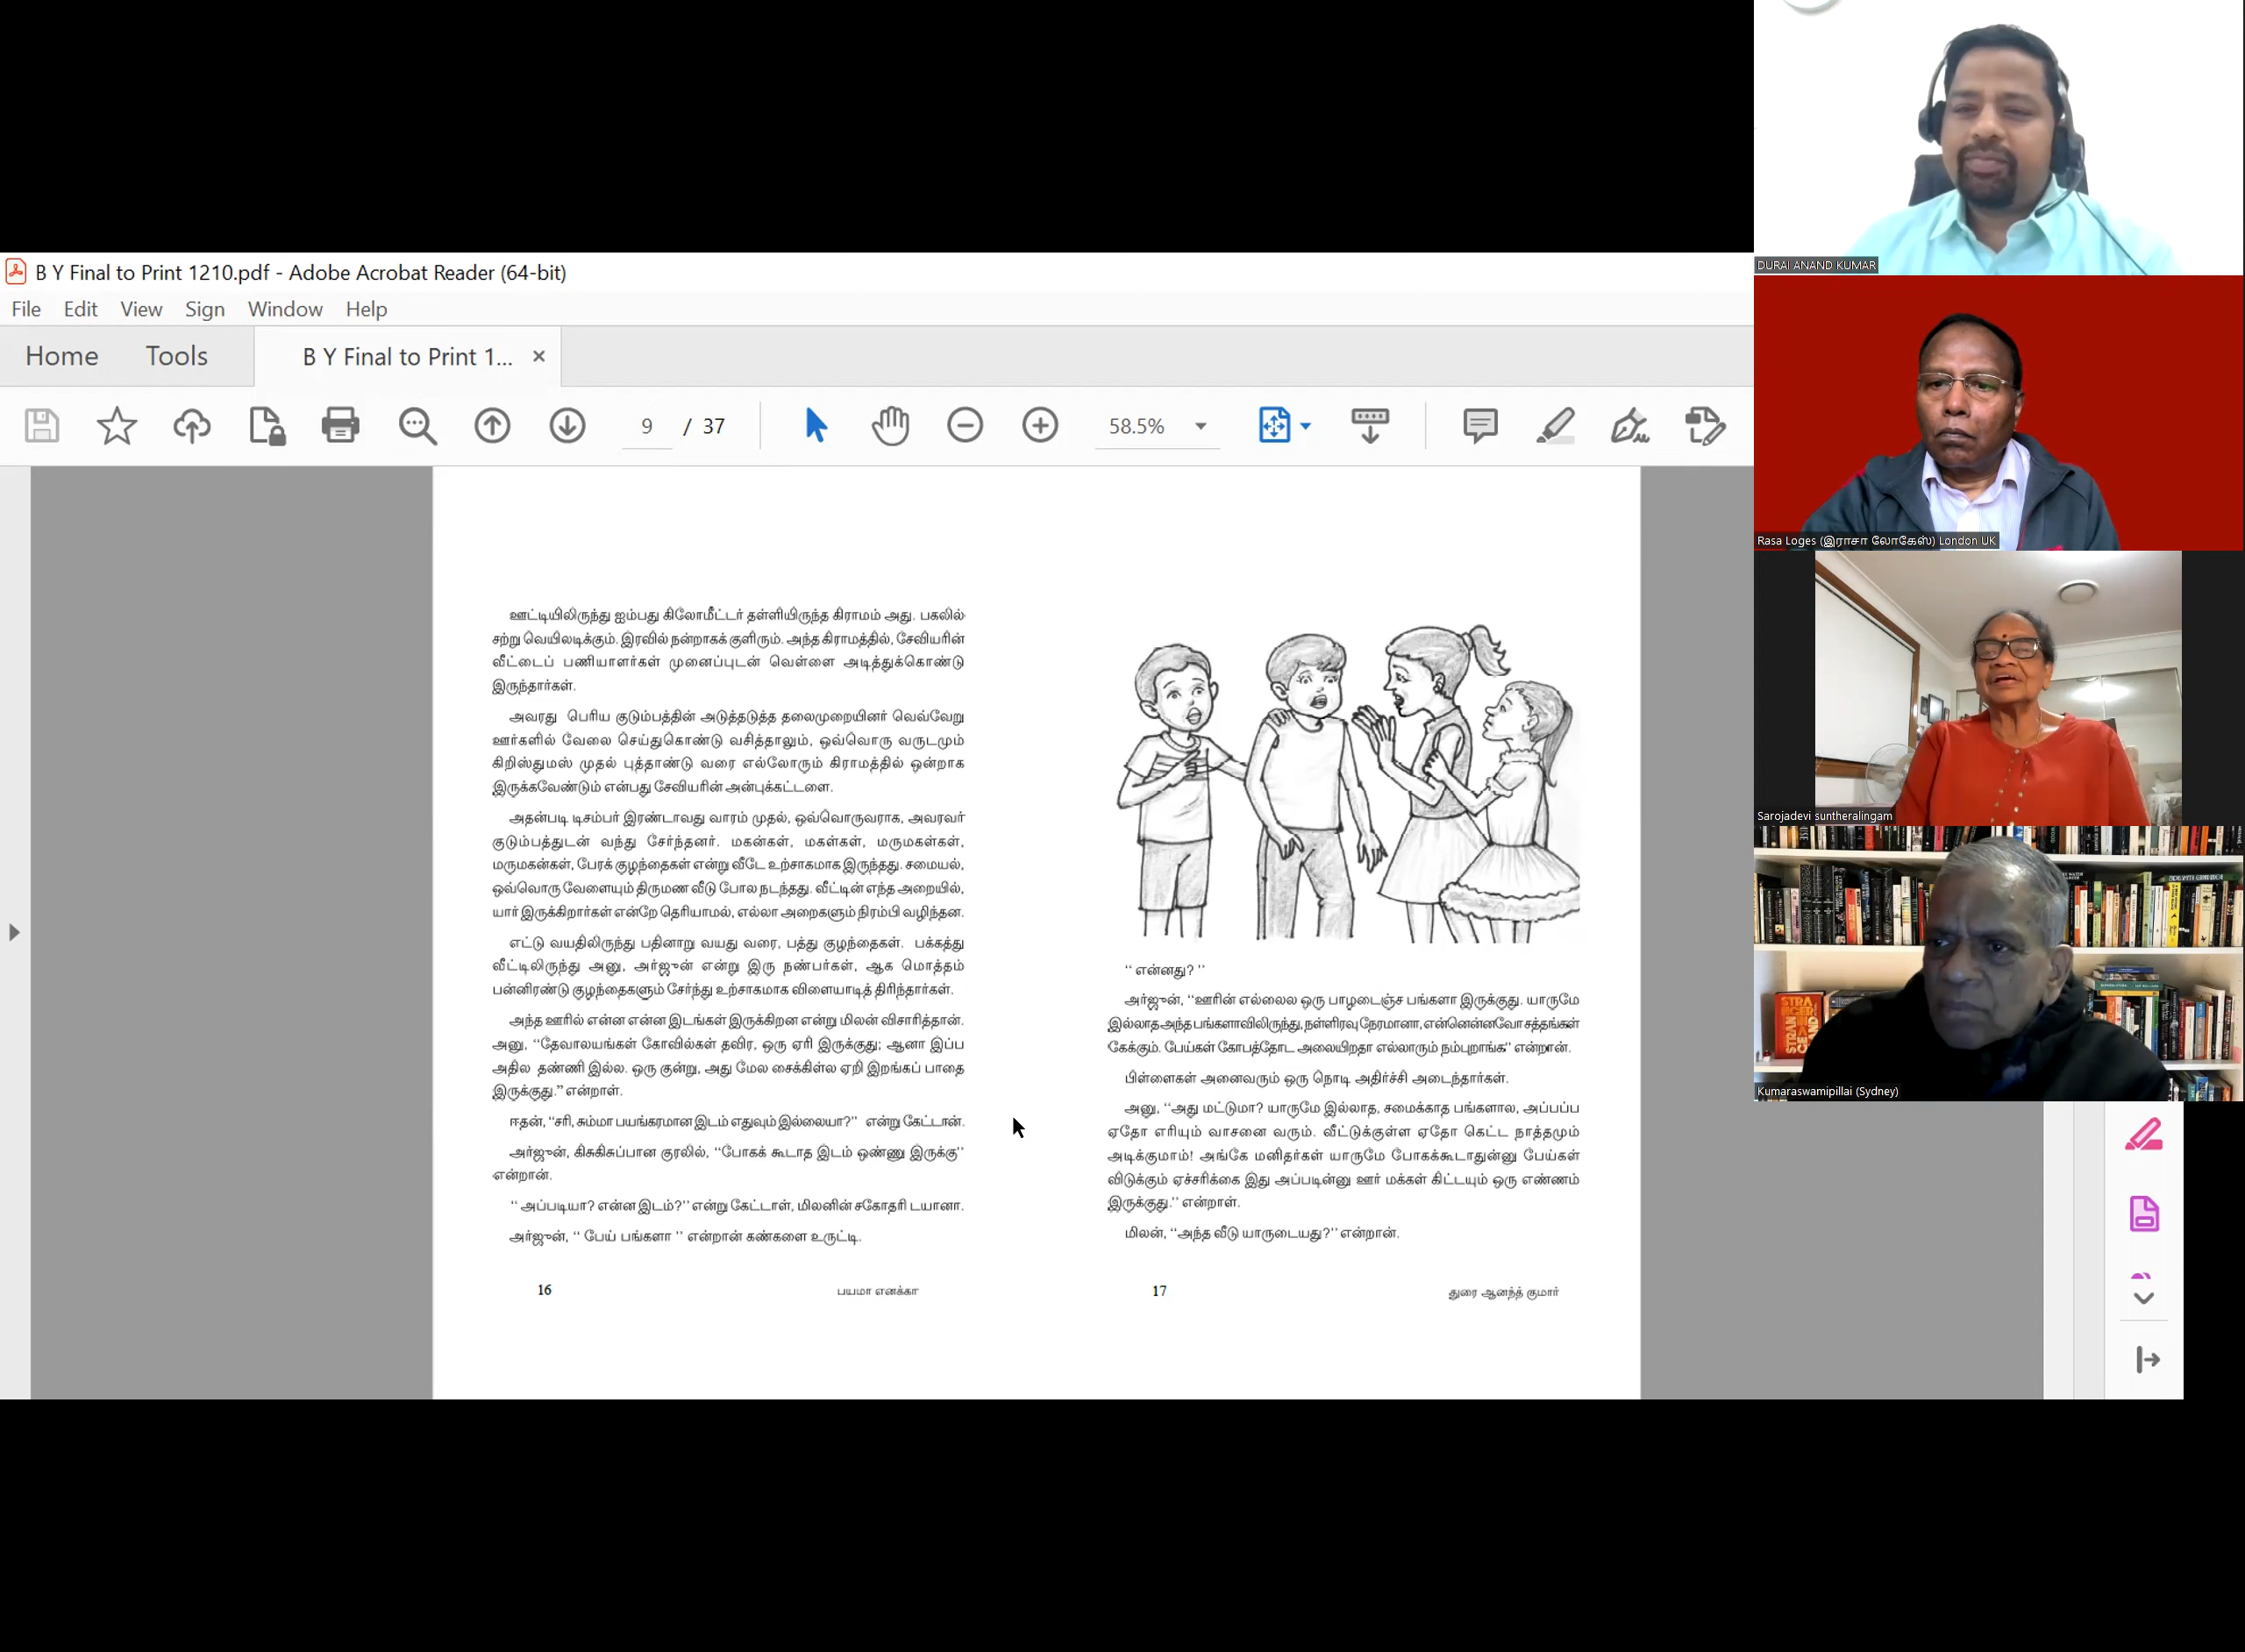 B Y Final to Print 1210.pdf - Adobe Acrobat Reader (64-bit)
File Edit View Sign Window Help
Home Tools B Y Final to Print 1...
9 / 37 58.5%
ஊட்டியிலிருந்து ஐம்பது கிலோமீட்டர் தள்ளியிருந்த கிராமம் அது. பகலில்
சற்று வெயிலடிக்கும். இரவில் நன்றாகக் குளிரும். அந்த கிராமத்தில், சேவியரின்
வீட்டைப் பணியாளர்கள் முனைப்புடன் வெள்ளை அடித்துக்கொண்டு
இருந்தார்கள்.
அவரது பெரிய குடும்பத்தின் அடுத்தடுத்த தலைமுறையினர் வெவ்வேறு
ஊர்களில் வேலை செய்துகொண்டு வசித்தாலும், ஒவ்வொரு வருடமும்
கிறிஸ்துமஸ் முதல் புத்தாண்டு வரை எல்லோரும் கிராமத்தில் ஒன்றாக
இருக்கவேண்டும் என்பது சேவியரின் அன்புக்கட்டளை.
அதன்படி டிசம்பர் இரண்டாவது வாரம் முதல், ஒவ்வொருவராக, அவரவர்
குடும்பத்துடன் வந்து சேர்ந்தனர். மகன்கள், மகள்கள், மருமகள்கள்,
மருமகன்கள், பேரக் குழந்தைகள் என்று வீடே உற்சாகமாக இருந்தது. சமையல்,
ஒவ்வொரு வேளையும் திருமண வீடு போல நடந்தது. வீட்டின் எந்த அறையில்,
யார் இருக்கிறார்கள் என்றே தெரியாமல், எல்லா அறைகளும் நிரம்பி வழிந்தன.
எட்டு வயதிலிருந்து பதினாறு வயது வரை, பத்து குழந்தைகள். பக்கத்து
வீட்டிலிருந்து அனு, அர்ஜுன் என்று இரு நண்பர்கள், ஆக மொத்தம்
பன்னிரண்டு குழந்தைகளும் சேர்ந்து உற்சாகமாக விளையாடித் திரிந்தார்கள்.
அந்த ஊரில் என்ன என்ன இடங்கள் இருக்கிறன என்று மிலன் விசாரித்தான்.
அனு, “தேவாலயங்கள் கோவில்கள் தவிர, ஒரு ஏரி இருக்குது; ஆனா இப்ப
அதில தண்ணி இல்ல. ஒரு குன்று, அது மேல சைக்கிள்ல ஏறி இறங்கப் பாதை
இருக்குது.” என்றாள்.
ஈதன், “சரி, சும்மா பயங்கரமான இடம் எதுவும் இல்லையா?” என்று கேட்டான்.
அர்ஜுன், கிசுகிசுப்பான குரலில், “போகக் கூடாத இடம் ஒண்ணு இருக்கு”
என்றான்.
“ அப்படியா? என்ன இடம்?” என்று கேட்டாள், மிலனின் சகோதரி டயானா.
அர்ஜுன், “ பேய் பங்களா ” என்றான் கண்களை உருட்டி.
16 பயமா எனக்கா
“ என்னது? ”
அர்ஜுன், “ஊரின் எல்லைல ஒரு பாழடைஞ்ச பங்களா இருக்குது. யாருமே
இல்லாத அந்த பங்களாவிலிருந்து, நள்ளிரவு நேரமானா, என்னென்னவோ சத்தங்கள்
கேக்கும். பேய்கள் கோபத்தோட அலையிறதா எல்லாரும் நம்புறாங்க” என்றான்.
பிள்ளைகள் அனைவரும் ஒரு நொடி அதிர்ச்சி அடைந்தார்கள்.
அனு, “அது மட்டுமா? யாருமே இல்லாத, சமைக்காத பங்களால, அப்பப்ப
ஏதோ எரியும் வாசனை வரும். வீட்டுக்குள்ள ஏதோ கெட்ட நாத்தமும்
அடிக்குமாம்! அங்கே மனிதர்கள் யாருமே போகக்கூடாதுன்னு பேய்கள்
விடுக்கும் ஏச்சரிக்கை இது அப்படின்னு ஊர் மக்கள் கிட்டயும் ஒரு எண்ணம்
இருக்குது.” என்றாள்.
மிலன், “அந்த வீடு யாருடையது?” என்றான்.
17 துரை ஆனந்த் குமார்
DURAI ANAND KUMAR
Rasa Loges (இராசா லோகேஸ்) London UK
Sarojadevi suntheralingam
Kumaraswamipillai (Sydney)